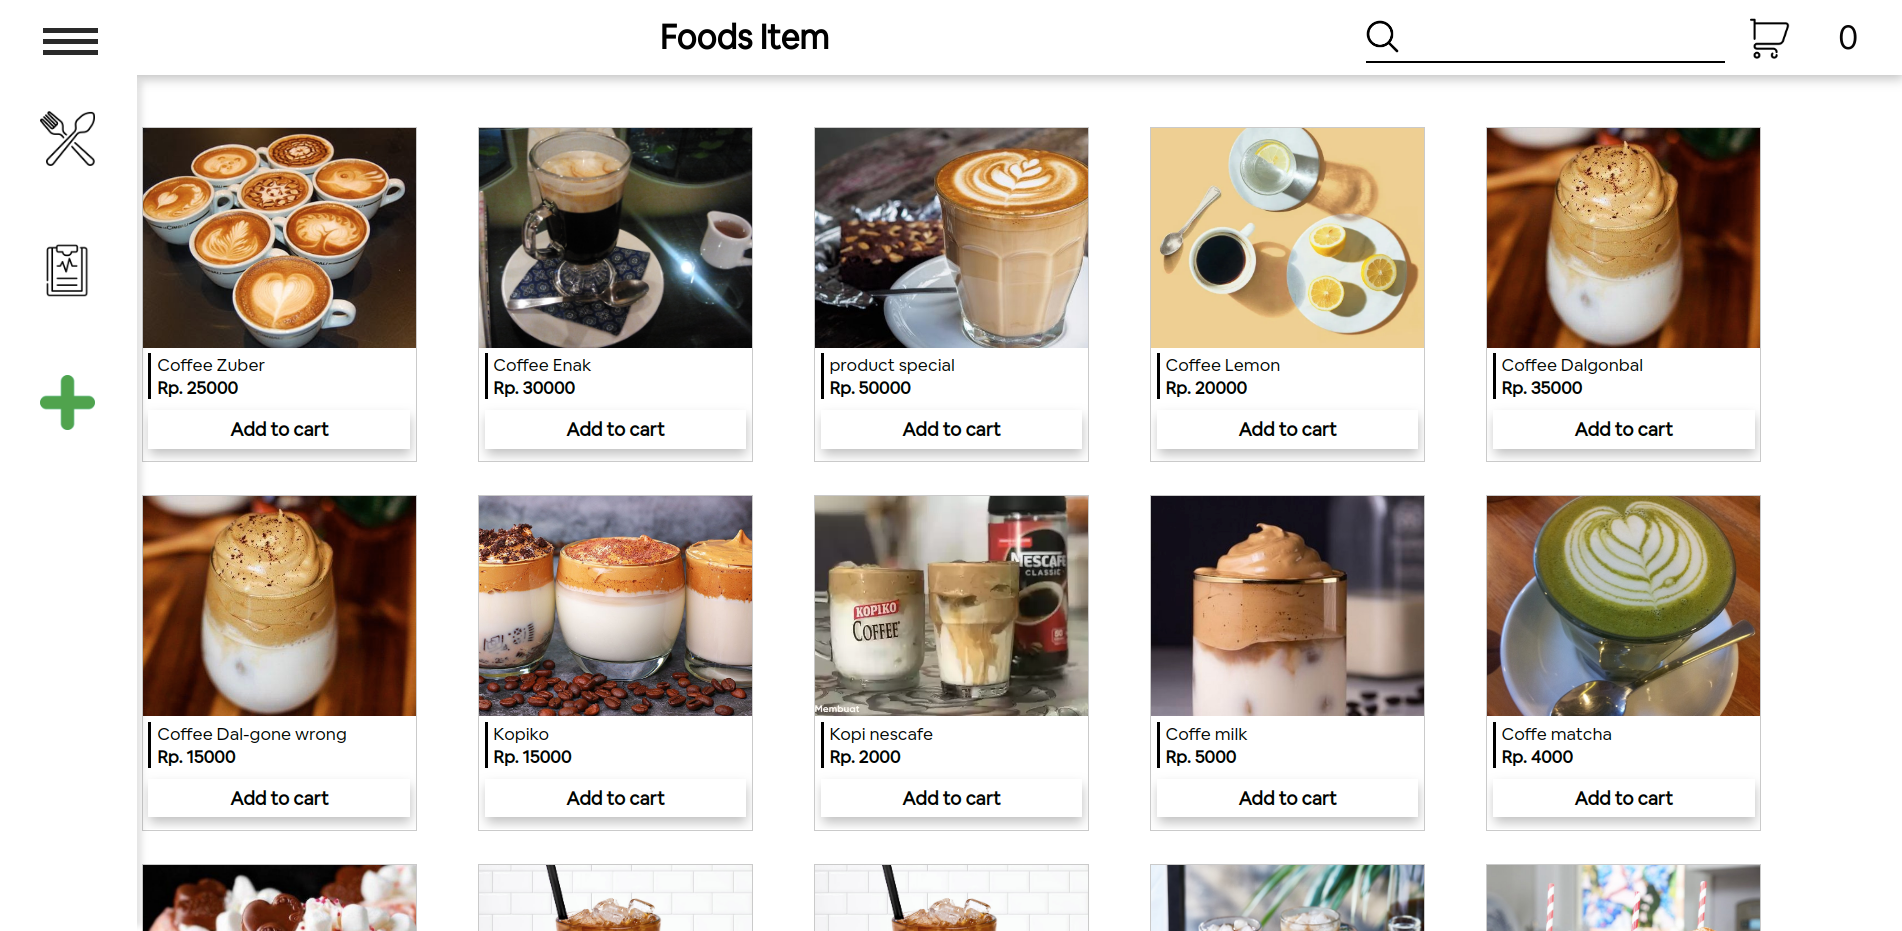 Foods Item
0
Coffee Zuber
Rp. 25000
Add to cart
Coffee Enak
Rp. 30000
Add to cart
product special
Rp. 50000
Add to cart
Coffee Lemon
Rp. 20000
Add to cart
Coffee Dalgonbal
Rp. 35000
Add to cart
KOPIKO
COFFEE
NESCAFE
CLASSIC
Membuat
Coffee Dal-gone wrong
Rp. 15000
Add to cart
Kopiko
Rp. 15000
Add to cart
Kopi nescafe
Rp. 2000
Add to cart
Coffe milk
Rp. 5000
Add to cart
Coffe matcha
Rp. 4000
Add to cart